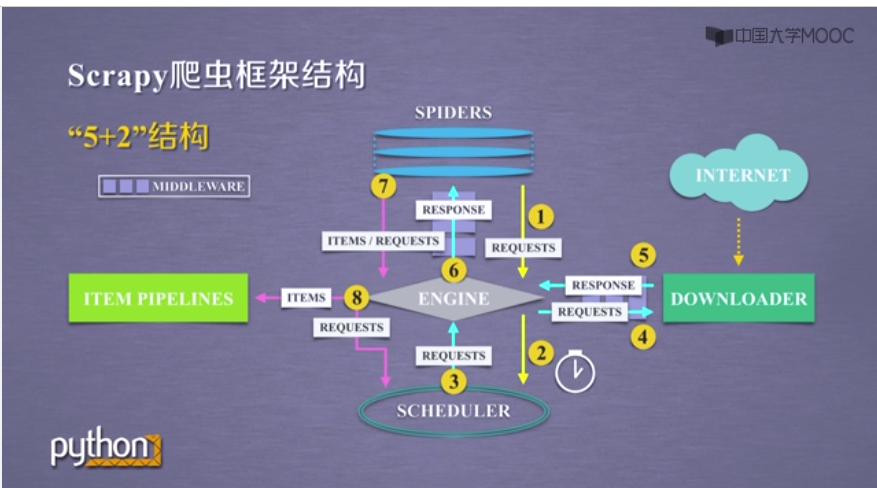 中国大学MOOC
Scrapy爬虫框架结构
“5+2”结构
MIDDLEWARE
SPIDERS
INTERNET
7
RESPONSE
1
ITEMS / REQUESTS
REQUESTS
5
6
RESPONSE
ITEM PIPELINES
ITEMS
8
ENGINE
REQUESTS
DOWNLOADER
REQUESTS
4
REQUESTS
2
3
SCHEDULER
python